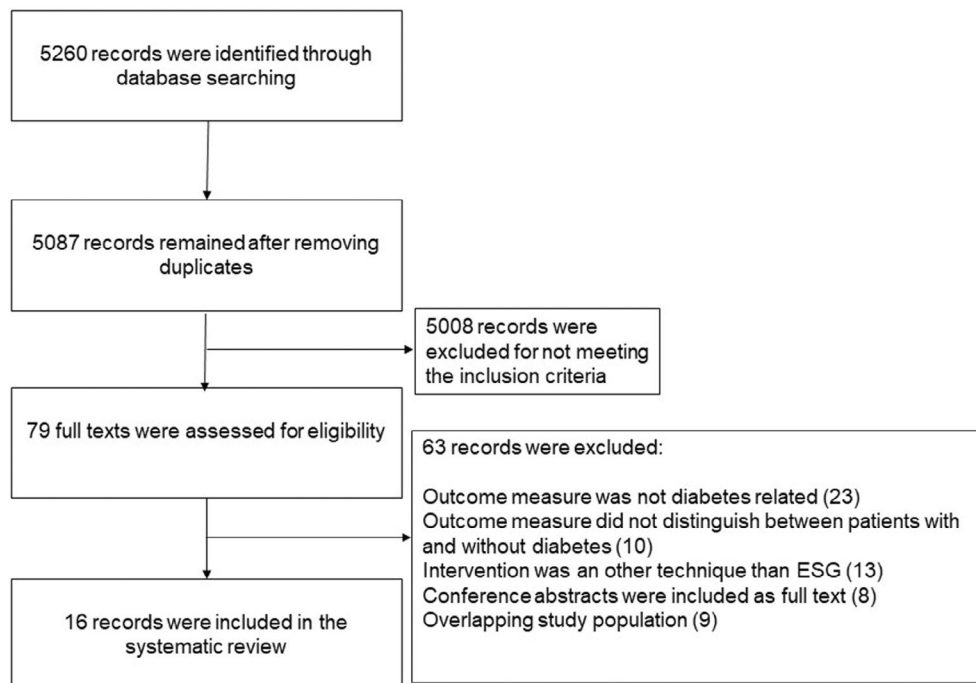 5260 records were identified through
database searching
5087 records remained after removing
duplicates
5008 records were
excluded for not meeting
the inclusion criteria
79 full texts were assessed for eligibility
63 records were excluded:
Outcome measure was not diabetes related (23)
Outcome measure did not distinguish between patients with
and without diabetes (10)
Intervention was an other technique than ESG (13)
Conference abstracts were included as full text (8)
Overlapping study population (9)
16 records were included in the
systematic review